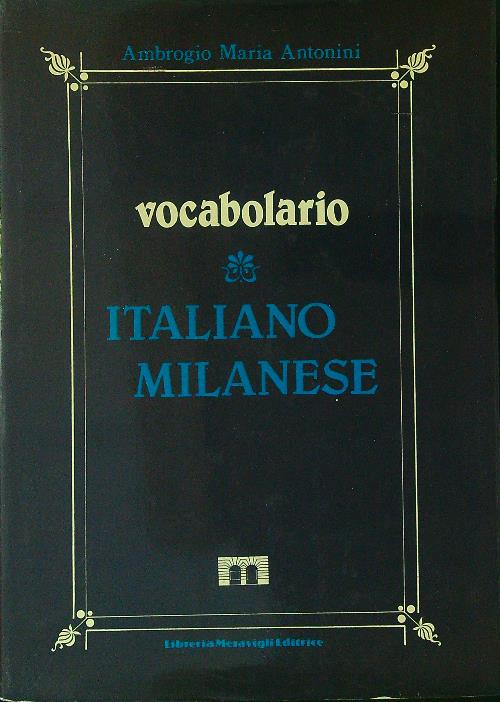 Ambrogio Maria Antonini
vocabolario
ITALIANO
MILANESE
Libreria Meravigli Editrice